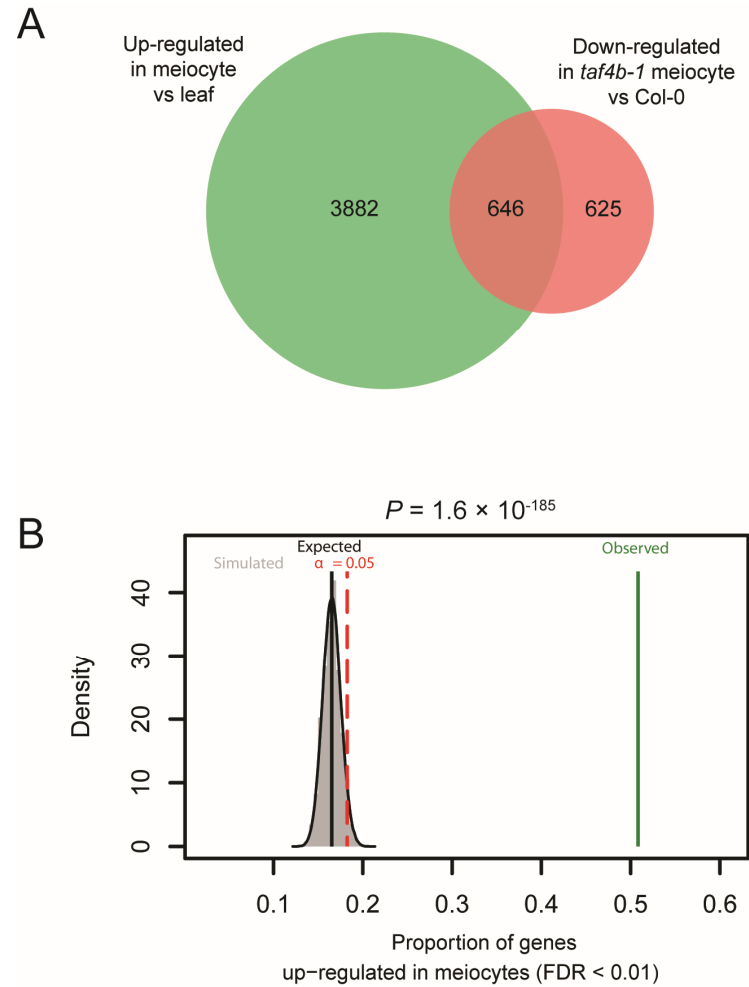 A
Up-regulated
in meiocyte
vs leaf
Down-regulated
in taf4b-1 meiocyte
vs Col-0
3882
646
625
B
P = 1.6 × 10-185
Expected
Simulated
α = 0.05
Observed
Density
40
30
20
10
0
0.1 0.2 0.3 0.4 0.5 0.6
Proportion of genes
up−regulated in meiocytes (FDR < 0.01)